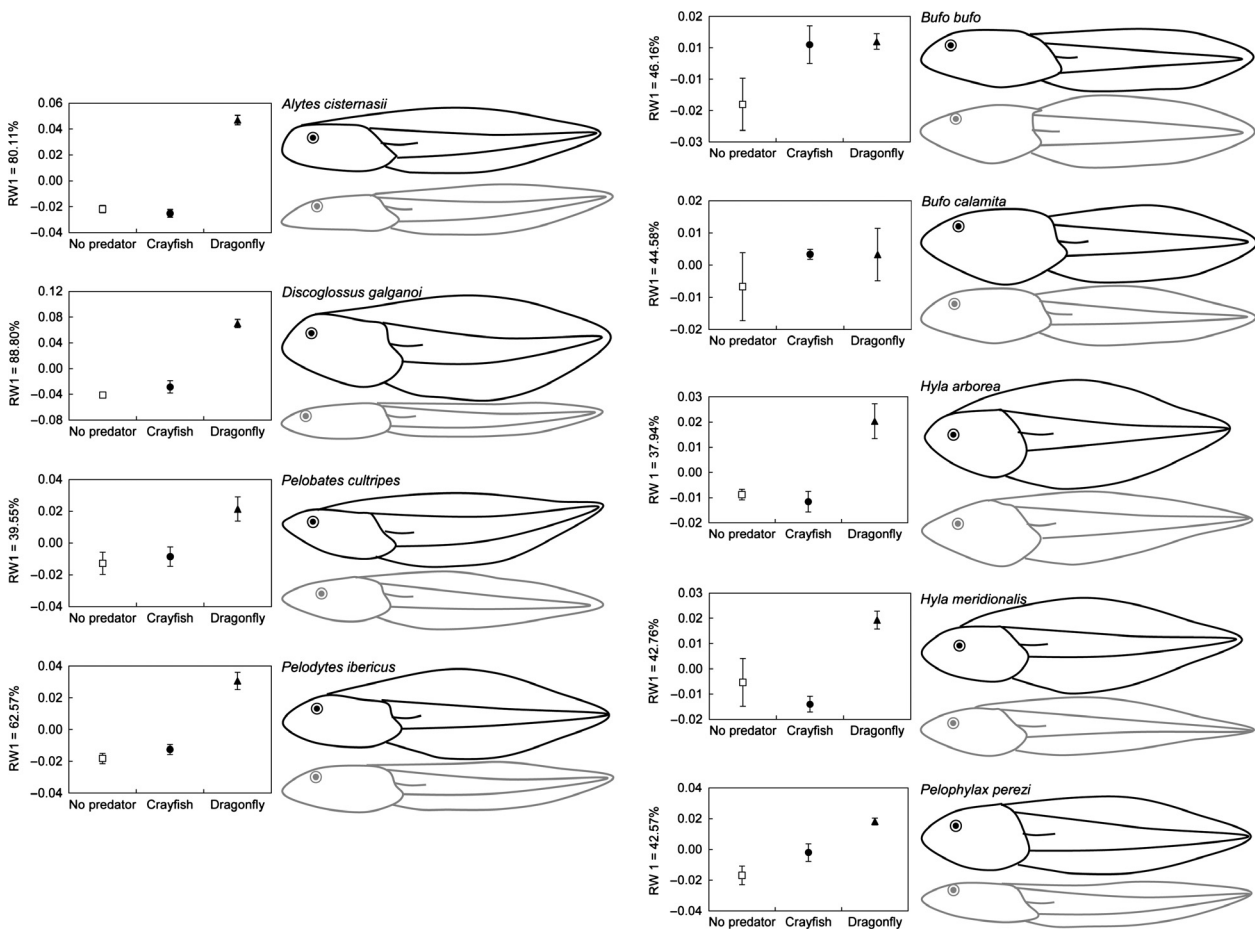 Alytes cisternasii
RW1 = 80.11%
0.06
0.04
0.02
0.00
−0.02
−0.04
No predator Crayfish Dragonfly
Discoglossus galganoi
RW1 = 88.80%
0.12
0.08
0.04
0.00
−0.04
−0.08
No predator Crayfish Dragonfly
Pelobates cultripes
RW1 = 39.55%
0.04
0.02
0.00
−0.02
−0.04
No predator Crayfish Dragonfly
Pelodytes ibericus
RW1 = 62.57%
0.04
0.02
0.00
−0.02
−0.04
No predator Crayfish Dragonfly
Bufo bufo
RW1 = 46.16%
0.02
0.01
−0.01
−0.02
−0.03
No predator Crayfish Dragonfly
Bufo calamita
RW1 = 44.58%
0.02
0.01
0.00
−0.01
−0.02
No predator Crayfish Dragonfly
Hyla arborea
RW 1 = 37.94%
0.03
0.02
0.01
0.00
−0.01
−0.02
No predator Crayfish Dragonfly
Hyla meridionalis
RW1 = 42.76%
0.03
0.02
0.01
0.00
−0.01
−0.02
No predator Crayfish Dragonfly
Pelophylax perezi
RW 1 = 42.57%
0.04
0.02
0.00
−0.02
−0.04
No predator Crayfish Dragonfly